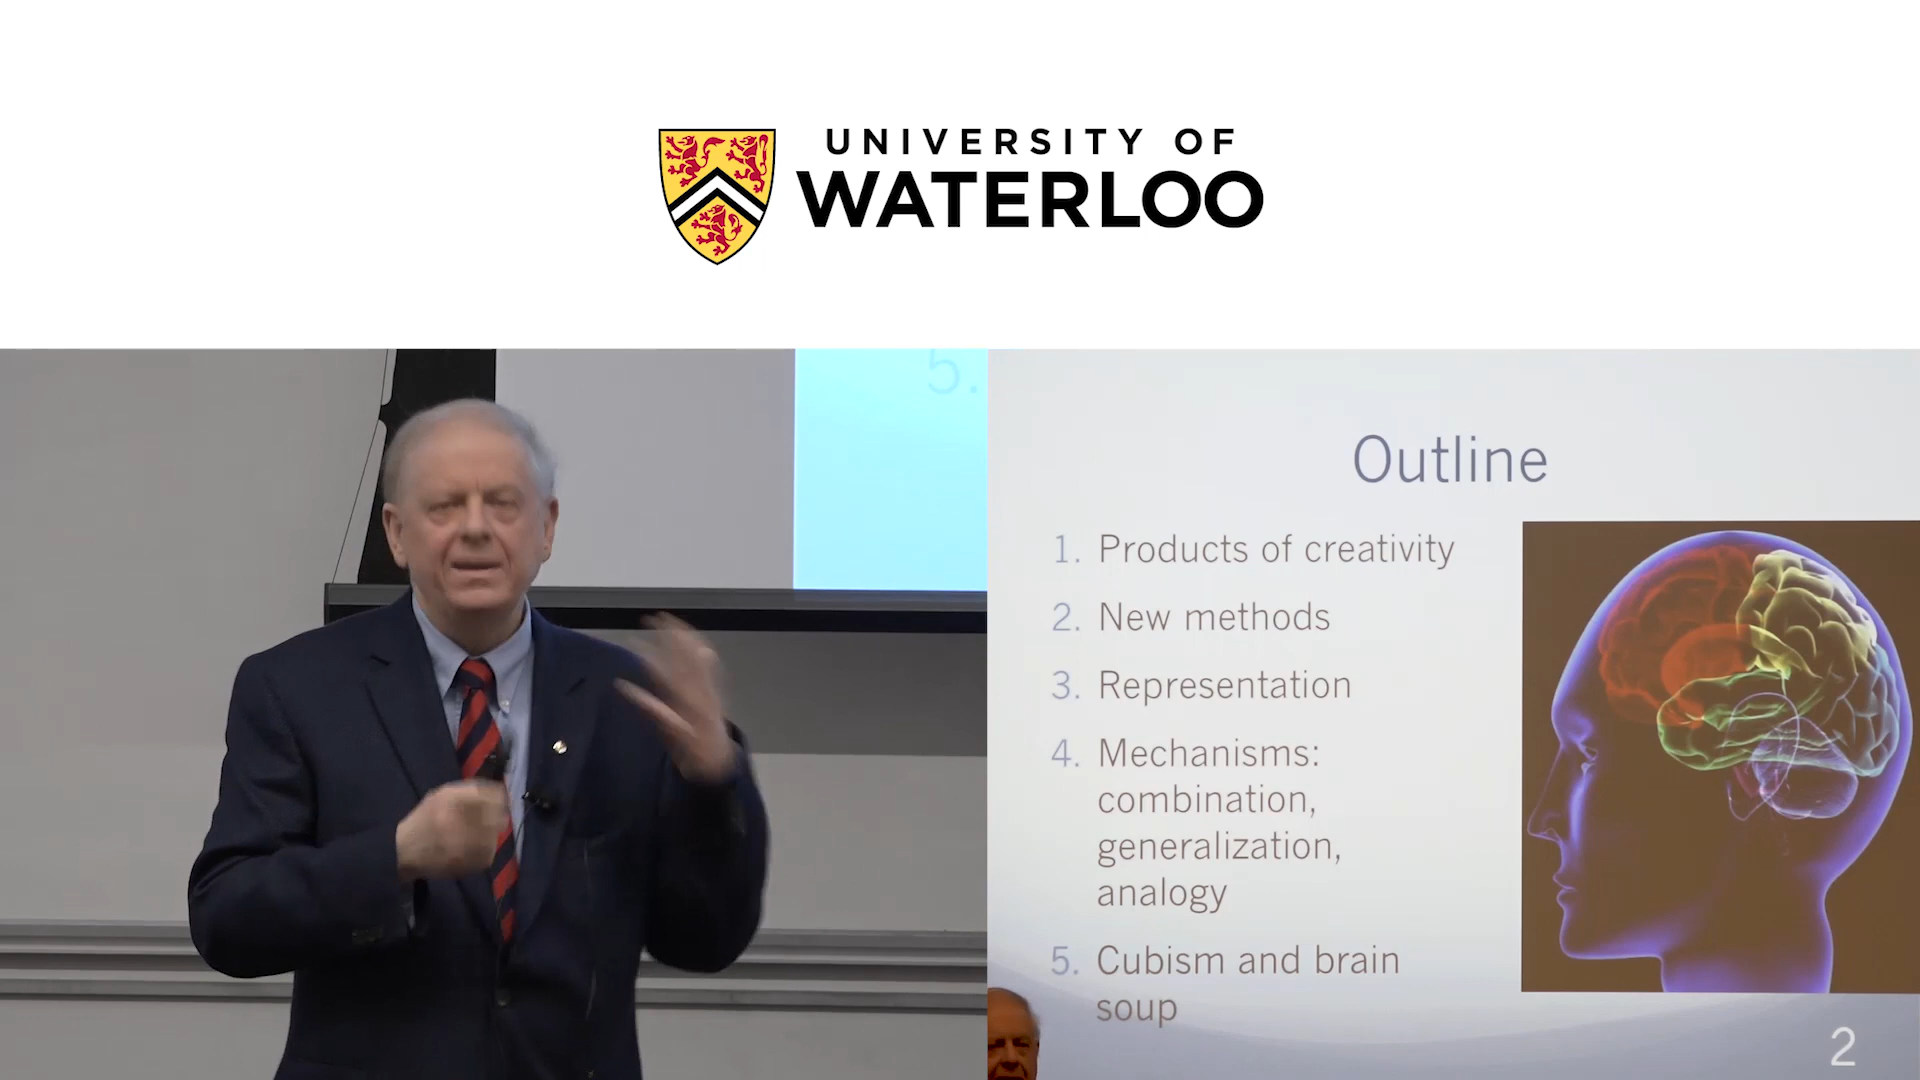 UNIVERSITY OF
WATERLOO
5.
Outline
1. Products of creativity
2. New methods
3. Representation
4. Mechanisms:
combination,
generalization,
analogy
5. Cubism and brain
soup
2